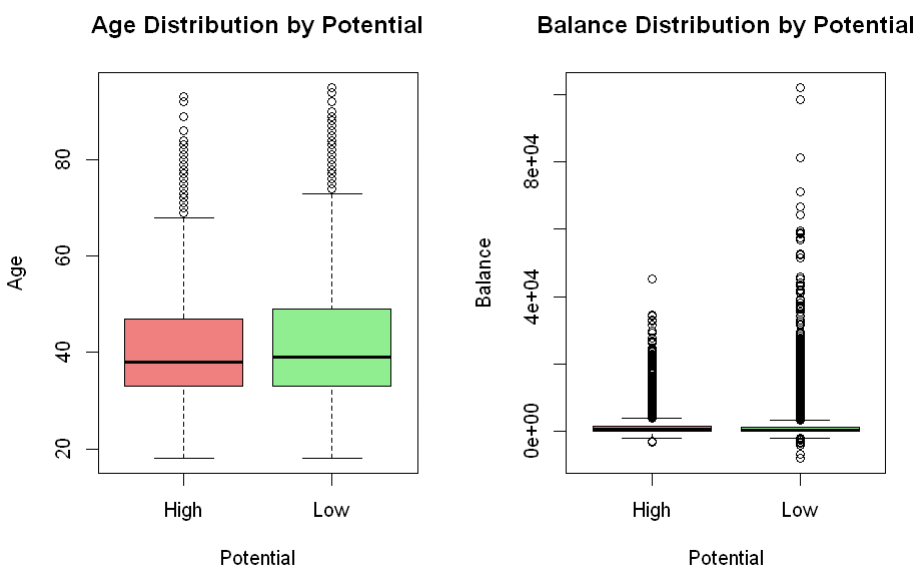 Age Distribution by Potential
Age
80
60
40
20
High
Low
Potential
Balance Distribution by Potential
Balance
8e+04
4e+04
0e+00
High
Low
Potential